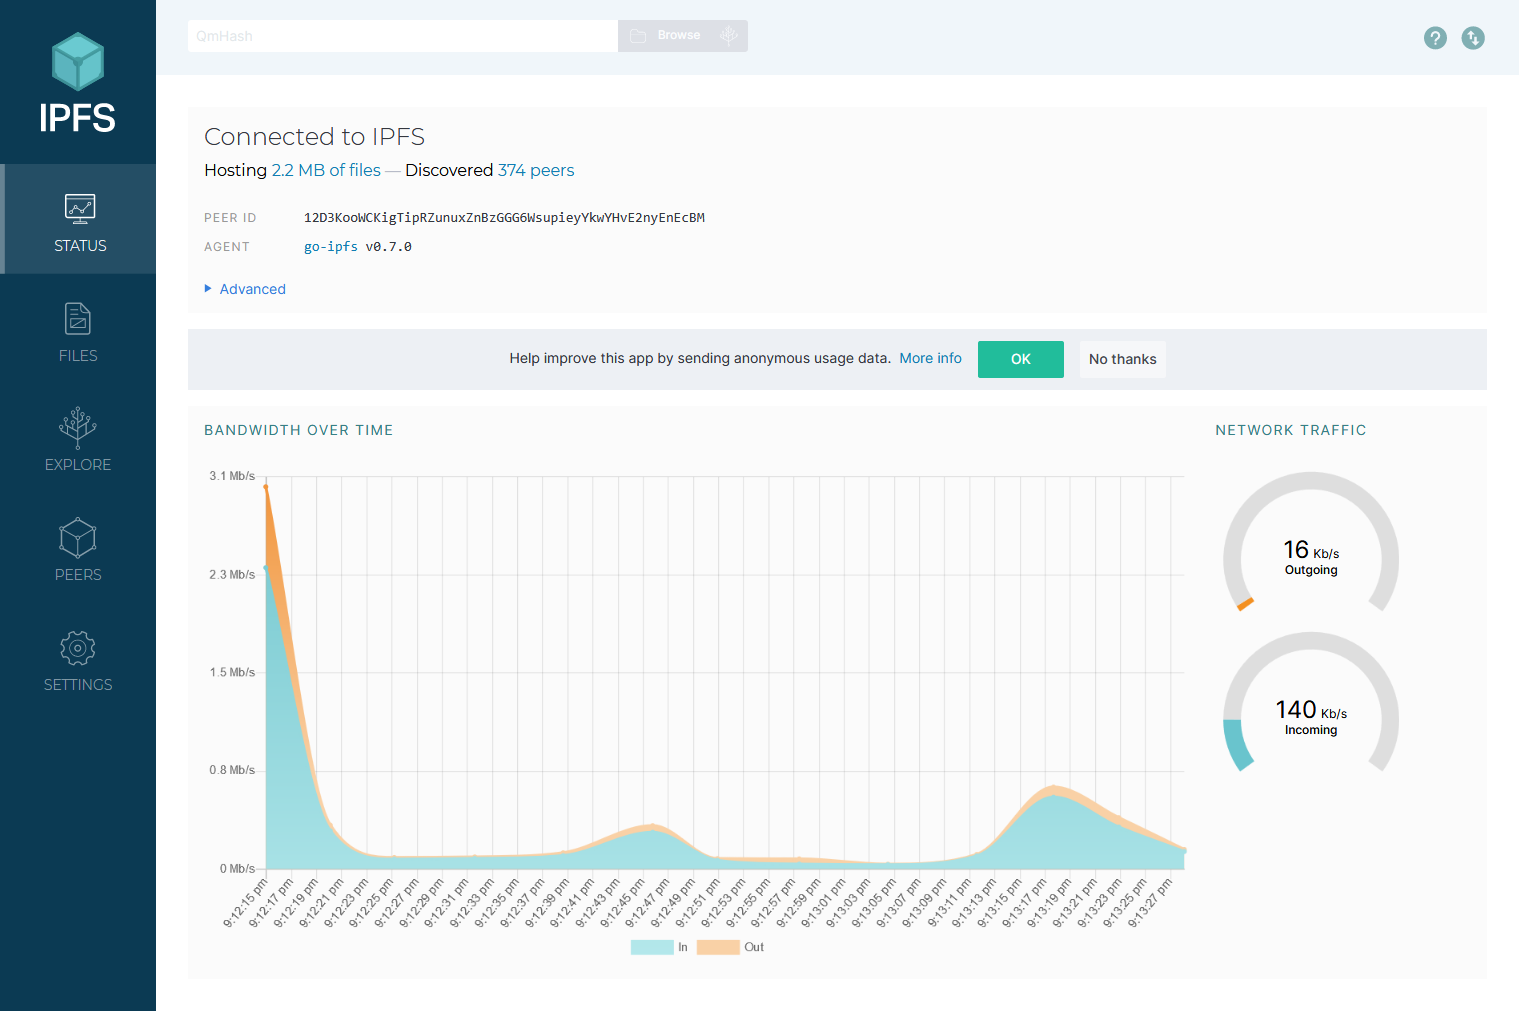 IPFS
STATUS
FILES
EXPLORE
PEERS
SETTINGS
QmHash
Browse
Connected to IPFS
Hosting 2.2 MB of files — Discovered 374 peers
PEER ID 12D3KooWCKigTipRZunuxZnBzGGG6WsupieyYkwYHvE2nyEnEcBM
AGENT go-ipfs v0.7.0
Advanced
Help improve this app by sending anonymous usage data. More info OK No thanks
BANDWIDTH OVER TIME
3.1 Mb/s
2.3 Mb/s
1.5 Mb/s
0.8 Mb/s
0 Mb/s
9:12:15 pm
9:12:17 pm
9:12:19 pm
9:12:21 pm
9:12:23 pm
9:12:25 pm
9:12:27 pm
9:12:29 pm
9:12:31 pm
9:12:33 pm
9:12:35 pm
9:12:37 pm
9:12:39 pm
9:12:41 pm
9:12:43 pm
9:12:45 pm
9:12:47 pm
9:12:49 pm
9:12:51 pm
9:12:53 pm
9:12:55 pm
9:12:57 pm
9:12:59 pm
9:13:01 pm
9:13:03 pm
9:13:05 pm
9:13:07 pm
9:13:09 pm
9:13:11 pm
9:13:13 pm
9:13:15 pm
9:13:17 pm
9:13:19 pm
9:13:21 pm
9:13:23 pm
9:13:25 pm
9:13:27 pm
In Out
NETWORK TRAFFIC
16 Kb/s
Outgoing
140 Kb/s
Incoming